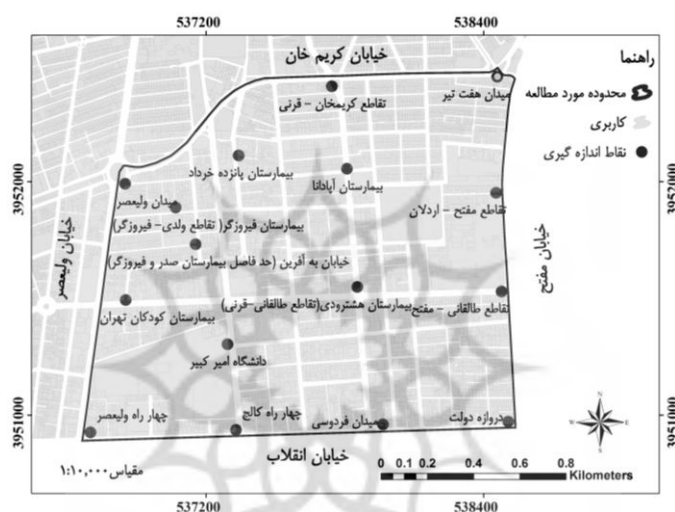 537200
538400
خیابان کریم خان
راهنما
میدان هفت تیر
محدوده مورد مطالعه
تقاطع کریمخان - قرنی
کاربری
نقاط اندازه گیری
3952000
بیمارستان پانزده خرداد
بیمارستان آپادانا
میدان ولیعصر
تقاطع مفتح - اردلان
بیمارستان فیروزگر( تقاطع ولدی- فیروزگر)
خیابان ولیعصر
خیابان مفتح
خیابان به آفرین (حد فاصل بیمارستان صدر و فیروزگر)
بیمارستان هشترودی(تقاطع طالقانی-قرنی)
تقاطع طالقانی - مفتح
بیمارستان کودکان تهران
دانشگاه امیر کبیر
3951000
چهار راه ولیعصر
چهار راه کالج
میدان فردوسی
دروازه دولت
N
W
E
S
خیابان انقلاب
مقیاس ۱:۱۰,۰۰۰
0 0.1 0.2 0.4 0.6 0.8
Kilometers
537200
538400